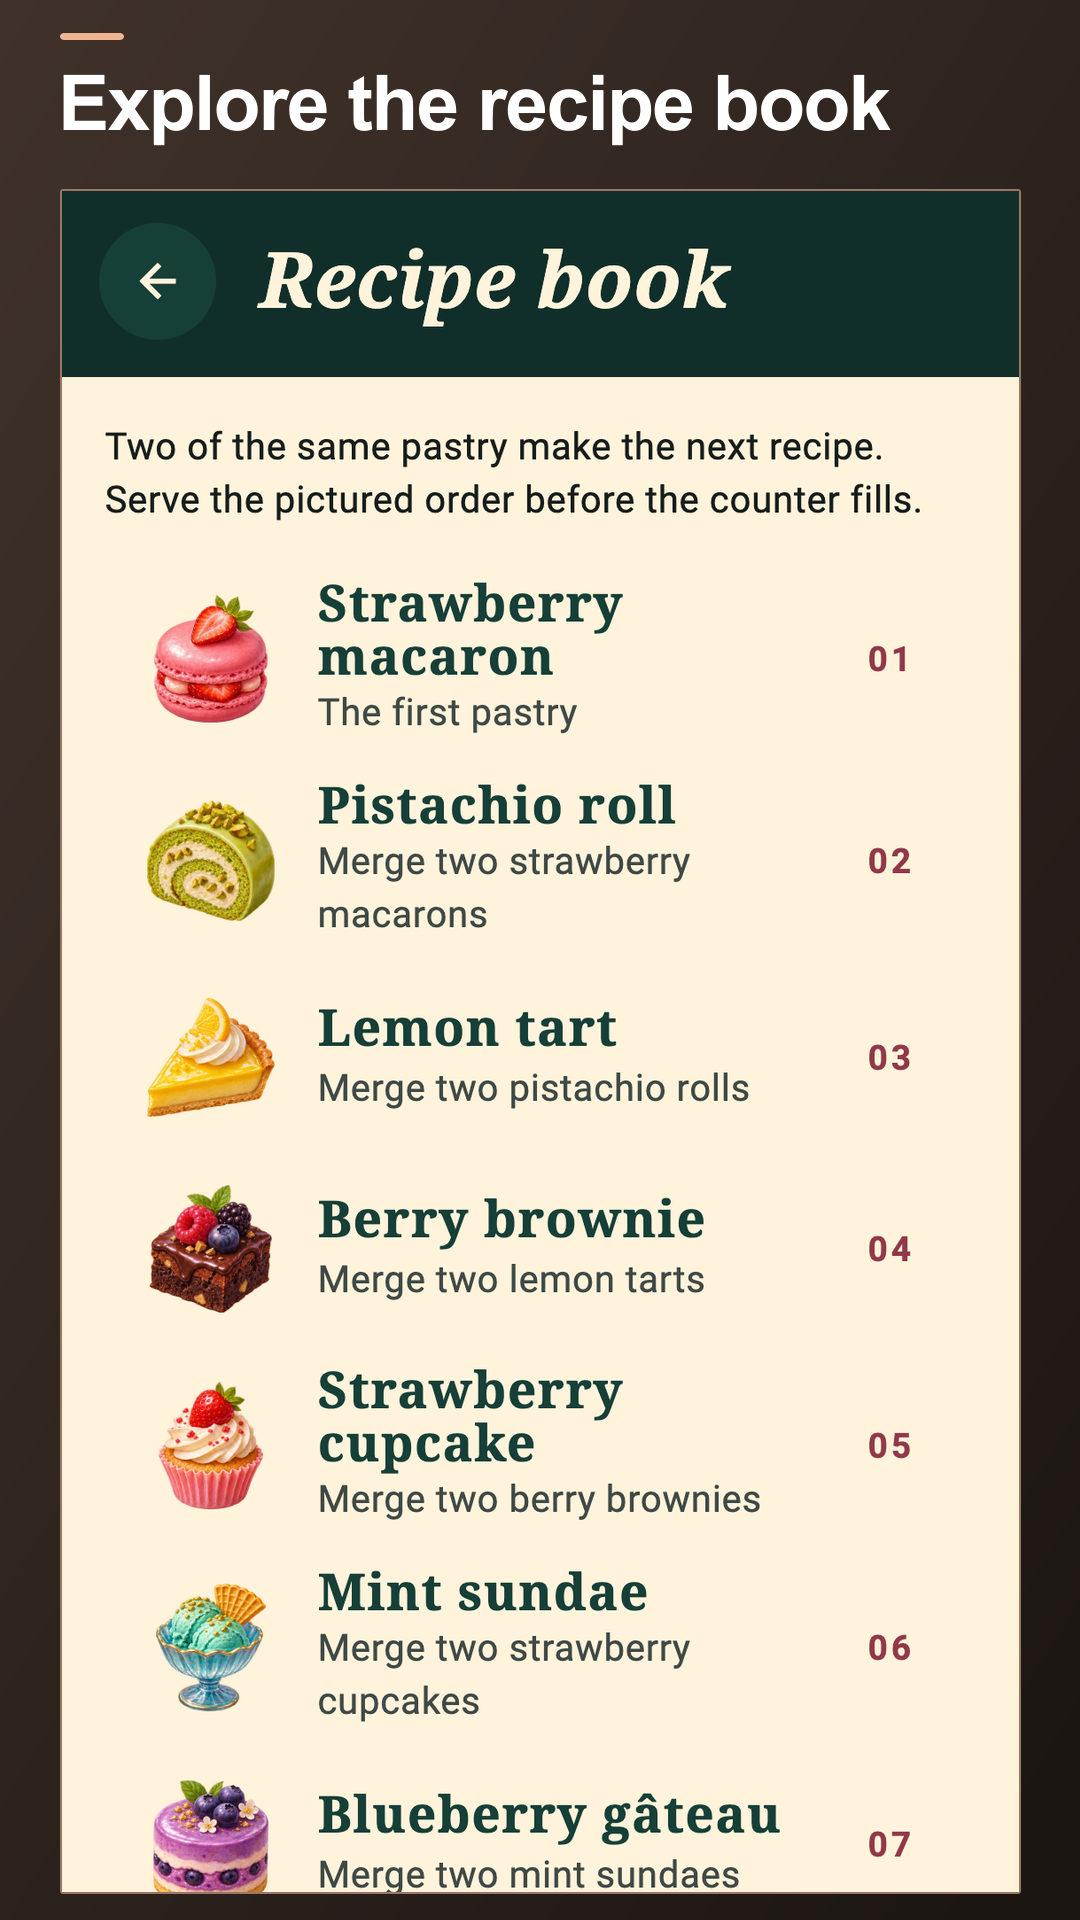 Explore the recipe book
Recipe book
Two of the same pastry make the next recipe.
Serve the pictured order before the counter fills.
Strawberry
macaron
The first pastry
01
Pistachio roll
Merge two strawberry
macarons
02
Lemon tart
Merge two pistachio rolls
03
Berry brownie
Merge two lemon tarts
04
Strawberry
cupcake
Merge two berry brownies
05
Mint sundae
Merge two strawberry
cupcakes
06
Blueberry gâteau
Merge two mint sundaes
07